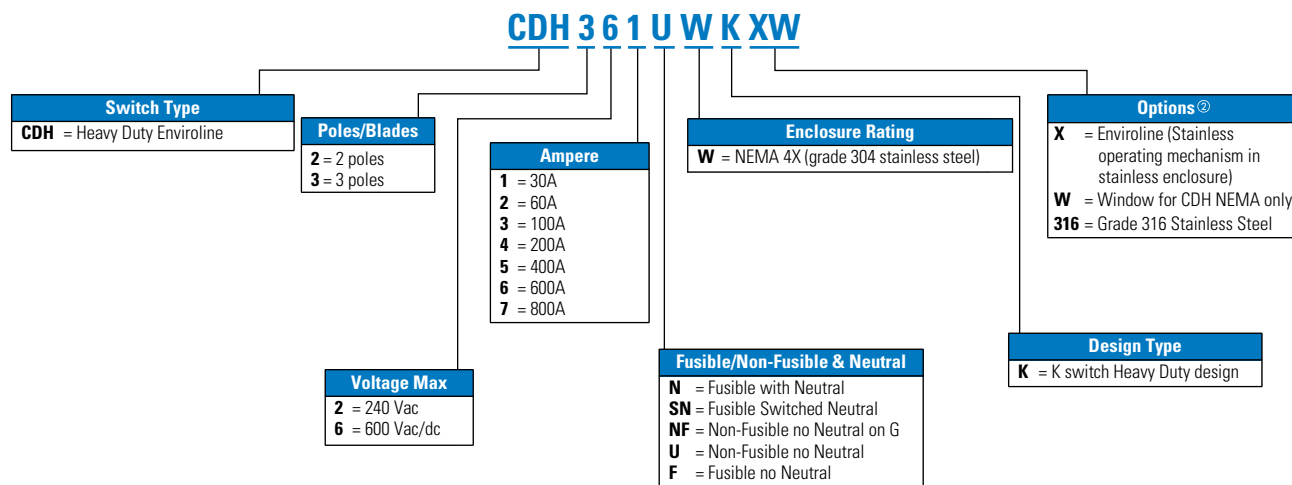 CDH 3 6 1 U W K XW
Switch Type
CDH = Heavy Duty Enviroline
Poles/Blades
2 = 2 poles
3 = 3 poles
Voltage Max
2 = 240 Vac
6 = 600 Vac/dc
Ampere
1 = 30A
2 = 60A
3 = 100A
4 = 200A
5 = 400A
6 = 600A
7 = 800A
Fusible/Non-Fusible & Neutral
N = Fusible with Neutral
SN = Fusible Switched Neutral
NF = Non-Fusible no Neutral on G
U = Non-Fusible no Neutral
F = Fusible no Neutral
Enclosure Rating
W = NEMA 4X (grade 304 stainless steel)
Design Type
K = K switch Heavy Duty design
Options ②
X = Enviroline (Stainless
operating mechanism in
stainless enclosure)
W = Window for CDH NEMA only
316 = Grade 316 Stainless Steel